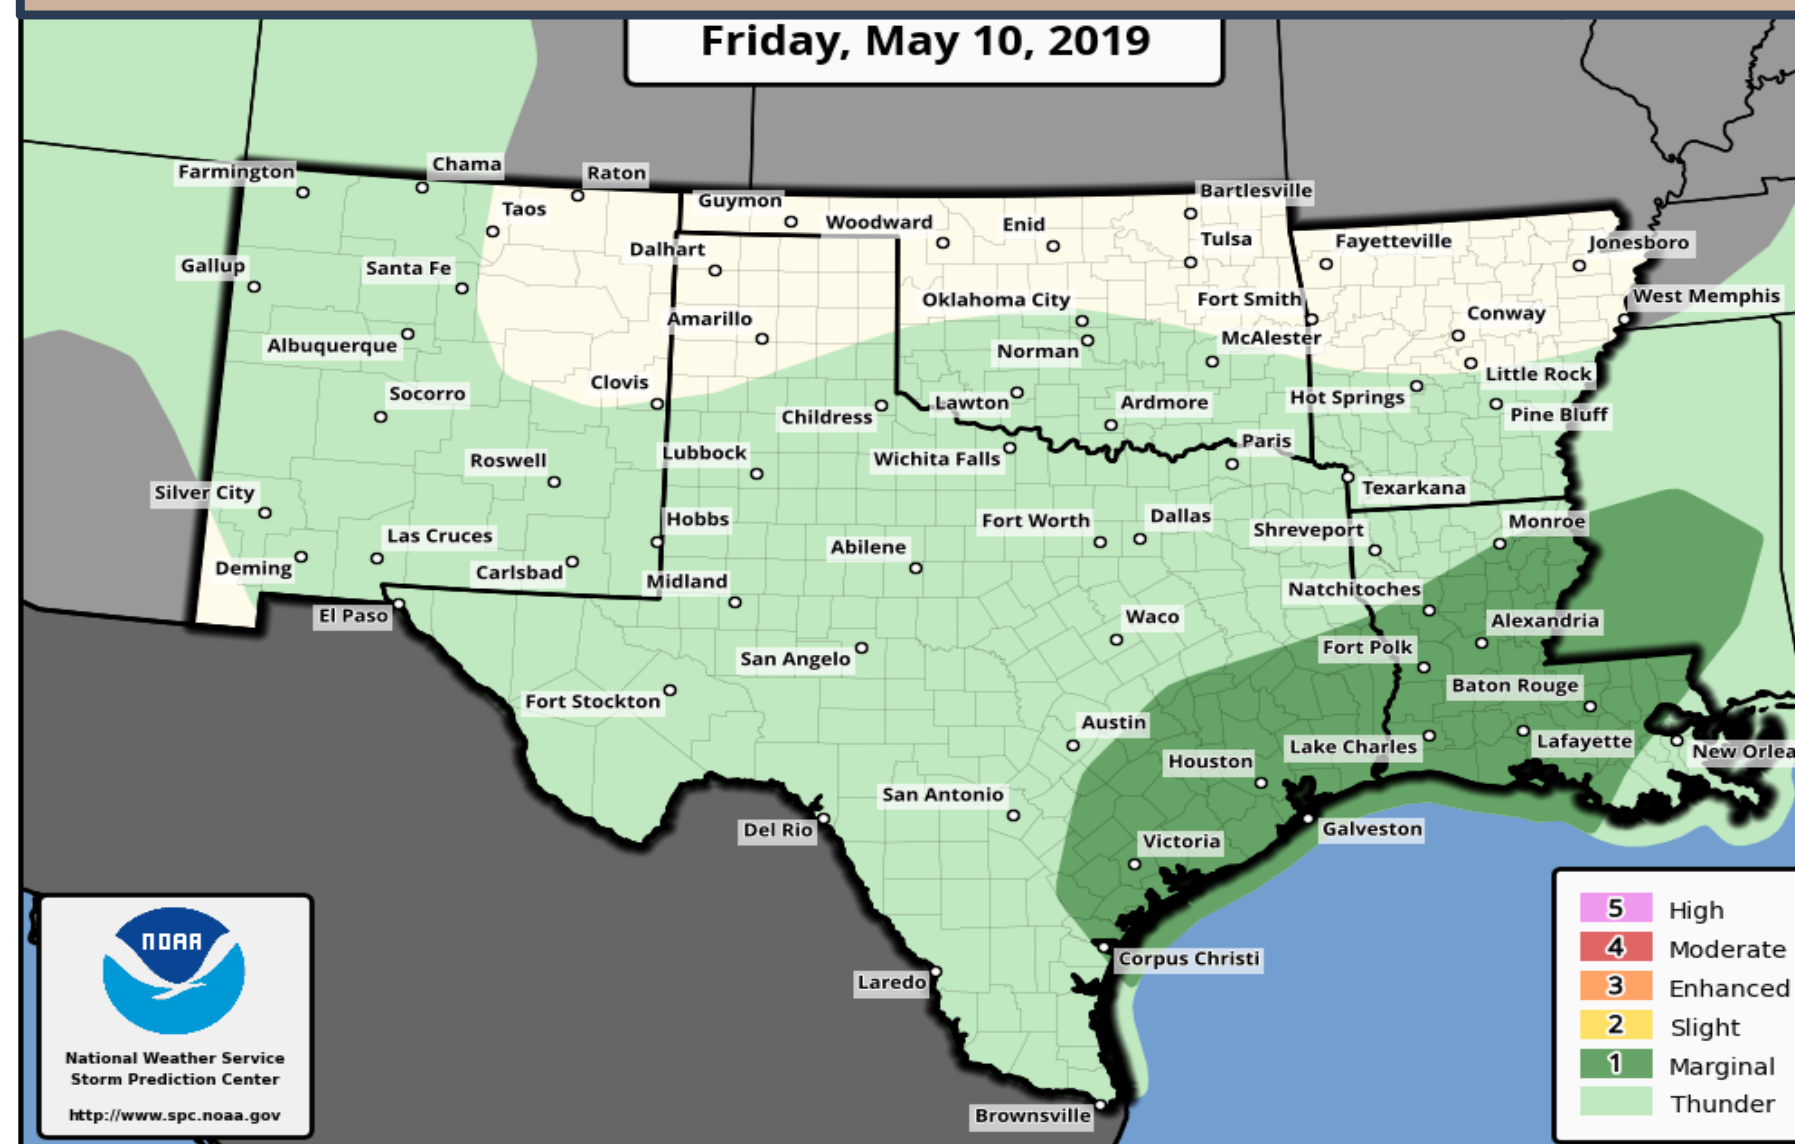 Friday, May 10, 2019
Farmington
Chama
Raton
Taos
Guymon
Woodward
Enid
Bartlesville
Tulsa
Fayetteville
Jonesboro
Gallup
Santa Fe
Dalhart
Oklahoma City
Fort Smith
West Memphis
Albuquerque
Amarillo
Norman
McAlester
Conway
Little Rock
Socorro
Clovis
Childress
Lawton
Ardmore
Hot Springs
Pine Bluff
Roswell
Lubbock
Wichita Falls
Paris
Texarkana
Silver City
Las Cruces
Hobbs
Abilene
Fort Worth
Dallas
Shreveport
Monroe
Deming
Carlsbad
Midland
Natchitoches
El Paso
San Angelo
Waco
Fort Polk
Alexandria
Fort Stockton
Austin
Baton Rouge
Houston
Lake Charles
Lafayette
New Orlea
San Antonio
Del Rio
Victoria
Galveston
Laredo
Corpus Christi
Brownsville
NOAA
National Weather Service
Storm Prediction Center
http://www.spc.noaa.gov
5 High
4 Moderate
3 Enhanced
2 Slight
1 Marginal
Thunder